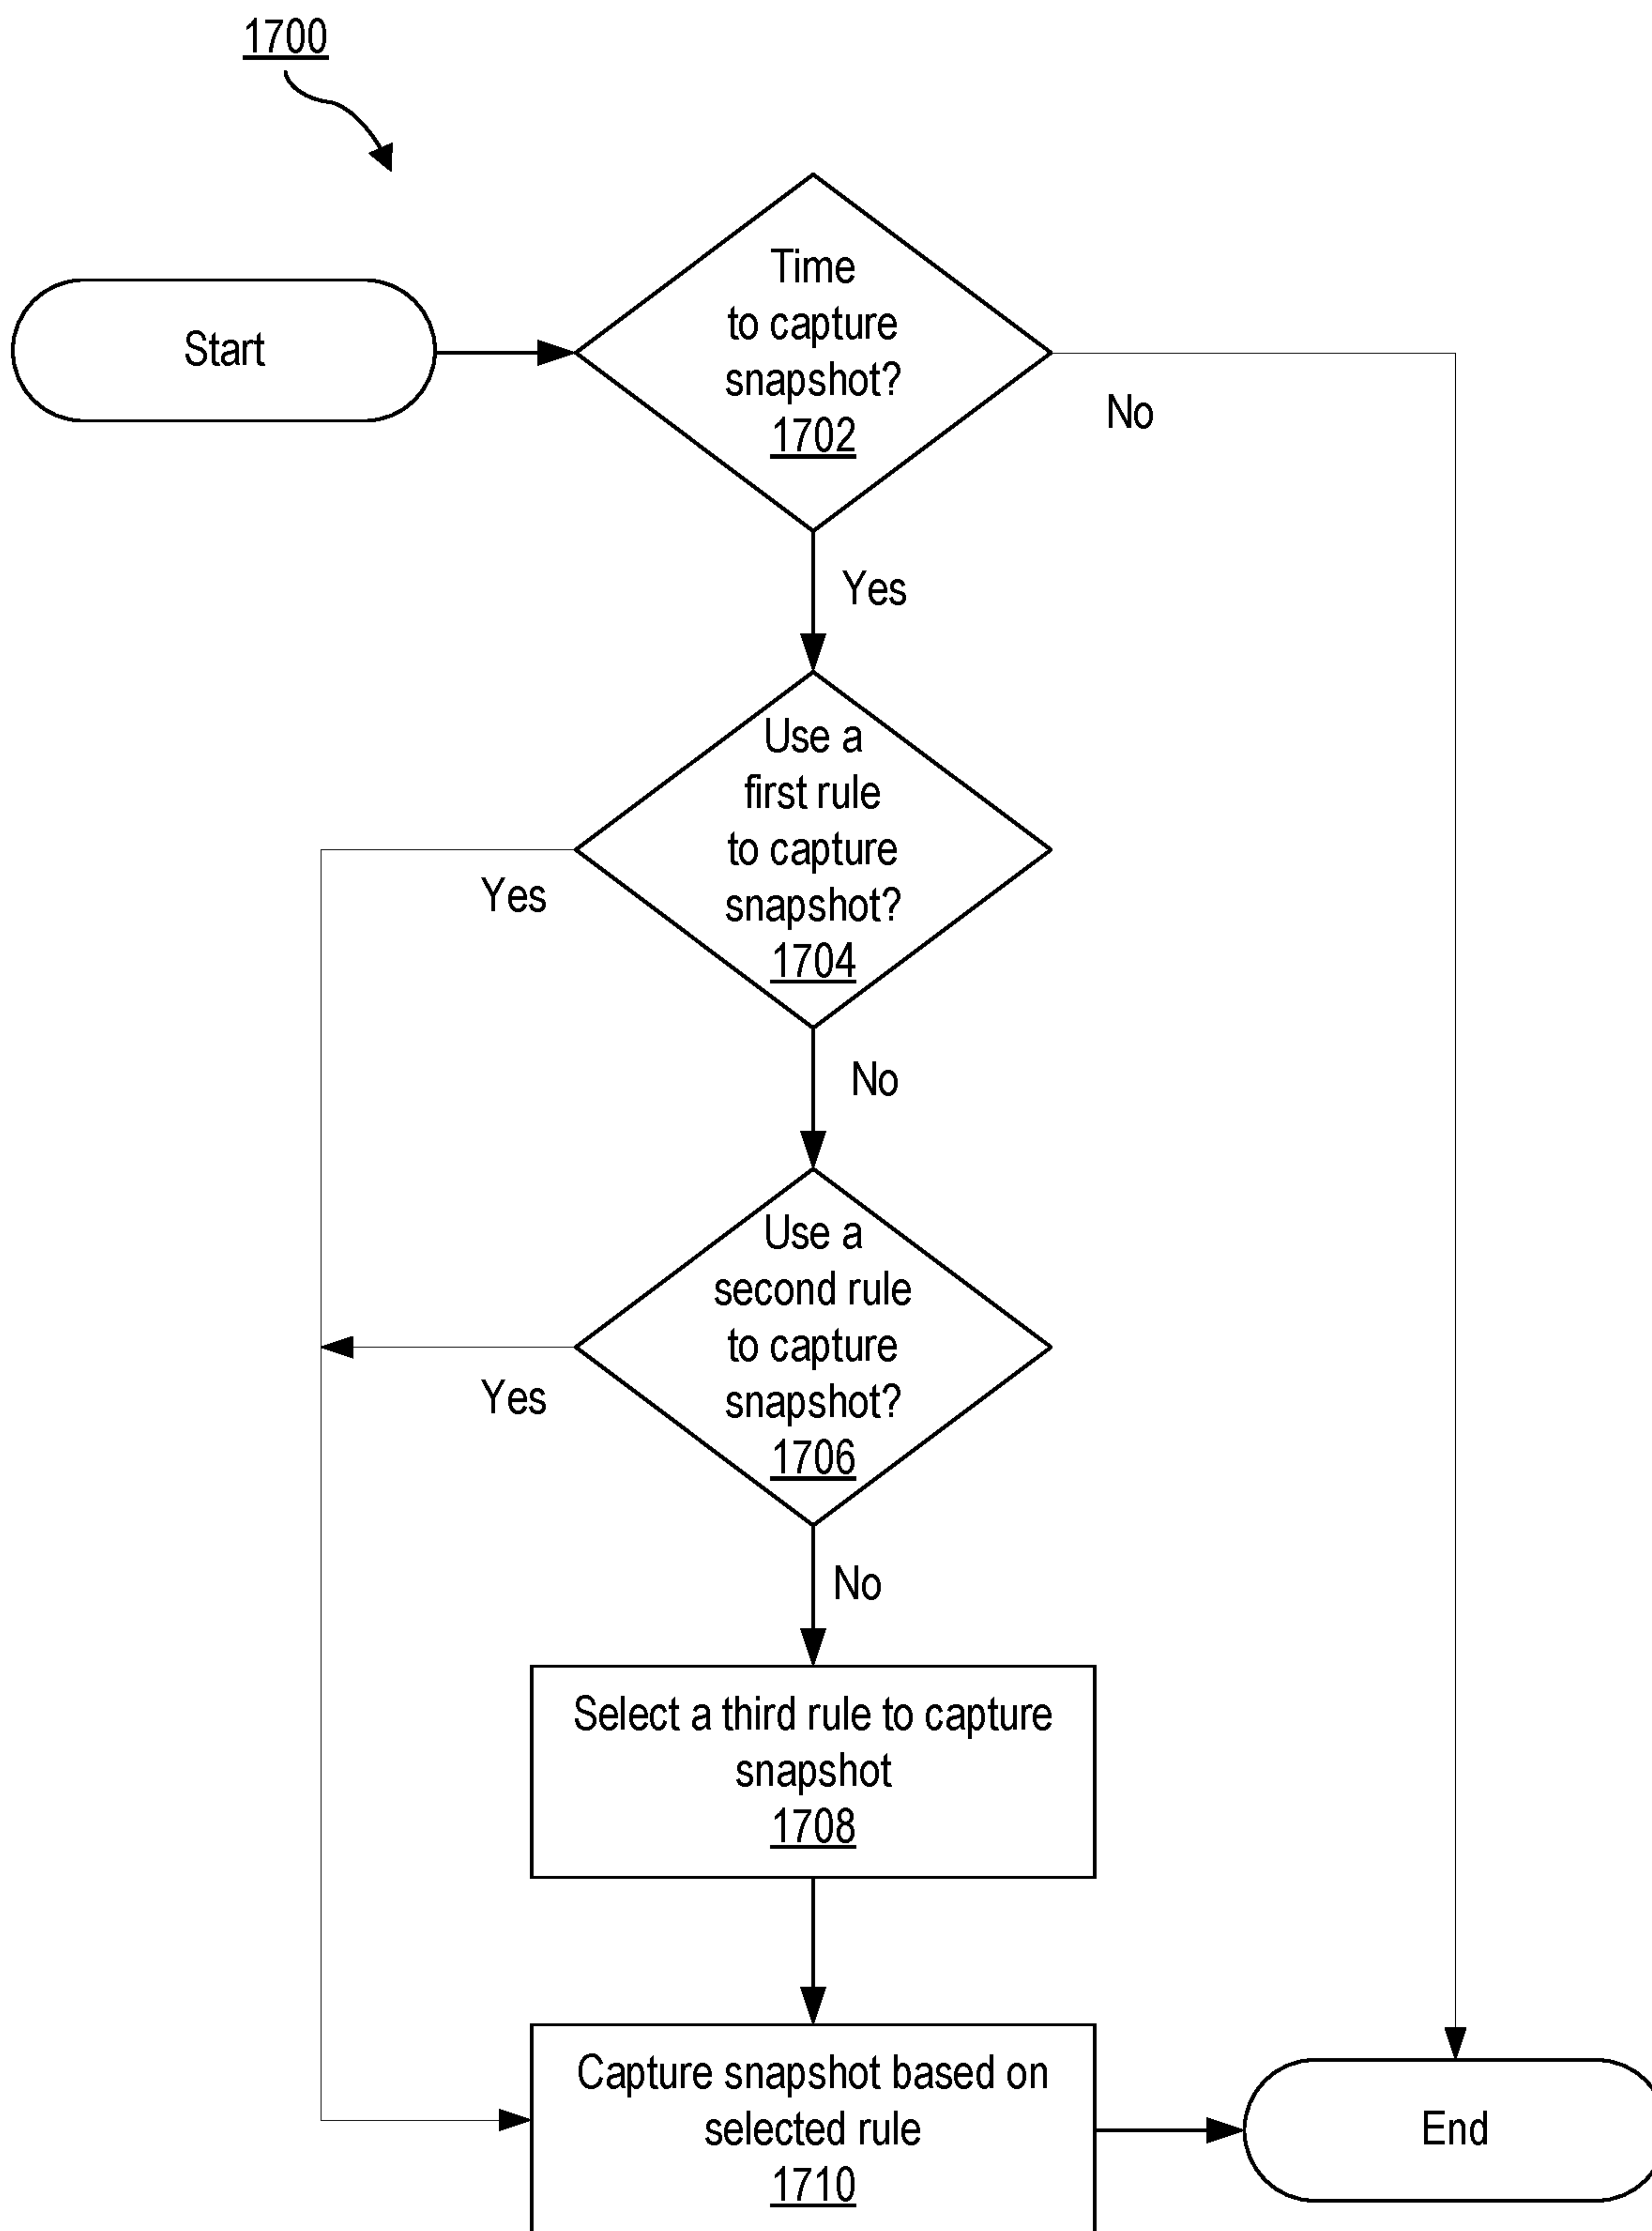 1700
Start
Time
to capture
snapshot?
1702
No
Yes
Use a
first rule
to capture
snapshot?
1704
Yes
No
Use a
second rule
to capture
snapshot?
1706
Yes
No
Select a third rule to capture
snapshot
1708
Capture snapshot based on
selected rule
1710
End